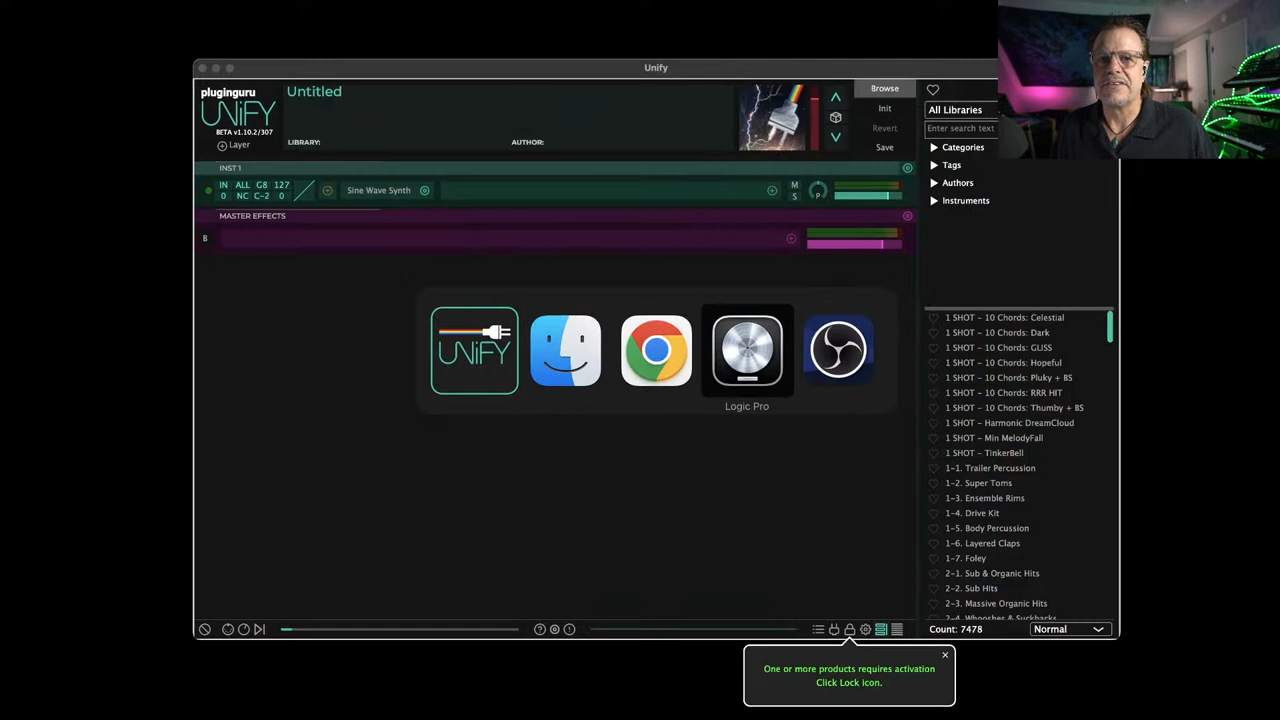 Unify
pluginguru
UNiFY
BETA v1.10.2/307
Layer
Untitled
LIBRARY:
AUTHOR:
Browse
Init
Revert
Save
All Libraries
Enter search text
Categories
Tags
Authors
Instruments
INST 1
IN ALL G8 127
0 NC C-2 0
Sine Wave Synth
M
S
P
MASTER EFFECTS
B
UNiFY
Logic Pro
1 SHOT - 10 Chords: Celestial
1 SHOT - 10 Chords: Dark
1 SHOT - 10 Chords: GLISS
1 SHOT - 10 Chords: Hopeful
1 SHOT - 10 Chords: Pluky + BS
1 SHOT - 10 Chords: RRR HIT
1 SHOT - 10 Chords: Thumby + BS
1 SHOT - Harmonic DreamCloud
1 SHOT - Min MelodyFall
1 SHOT - TinkerBell
1-1. Trailer Percussion
1-2. Super Toms
1-3. Ensemble Rims
1-4. Drive Kit
1-5. Body Percussion
1-6. Layered Claps
1-7. Foley
2-1. Sub & Organic Hits
2-2. Sub Hits
2-3. Massive Organic Hits
2-4. Whooshes & Suckbacks
Count: 7478
Normal
One or more products requires activation
Click Lock icon.